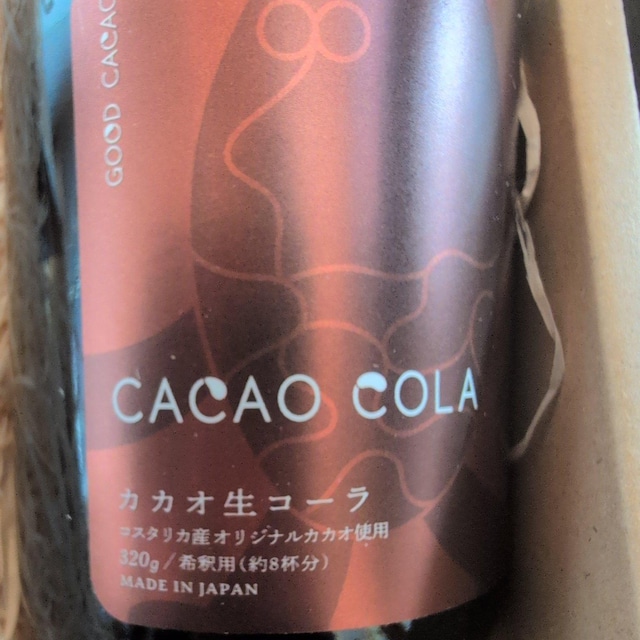 GOOD CACAO
CACAO COLA
カカオ生コーラ
コスタリカ産オリジナルカカオ使用
320g/希釈用(約8杯分)
MADE IN JAPAN